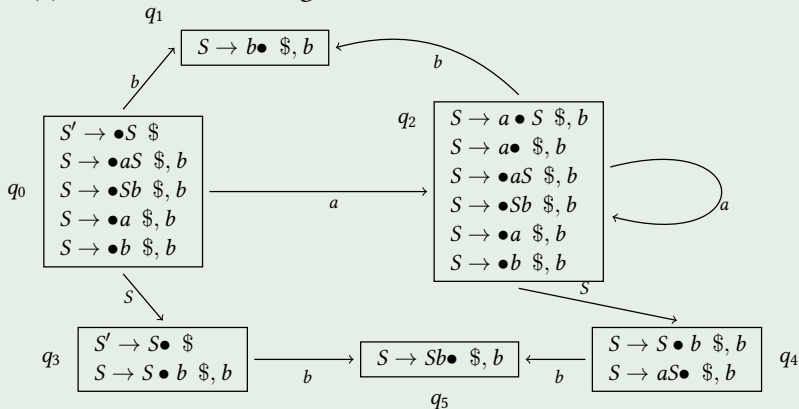 q₁
S → b● $, b
b
b
S′ → ●S $
S → ●aS $, b
S → ●Sb $, b
S → ●a $, b
S → ●b $, b
q₀
a
q₂
S → a ● S $, b
S → a● $, b
S → ●aS $, b
S → ●Sb $, b
S → ●a $, b
S → ●b $, b
a
S
S
q₃
S′ → S● $
S → S ● b $, b
b
S → Sb● $, b
q₅
b
S → S ● b $, b
S → aS● $, b
q₄